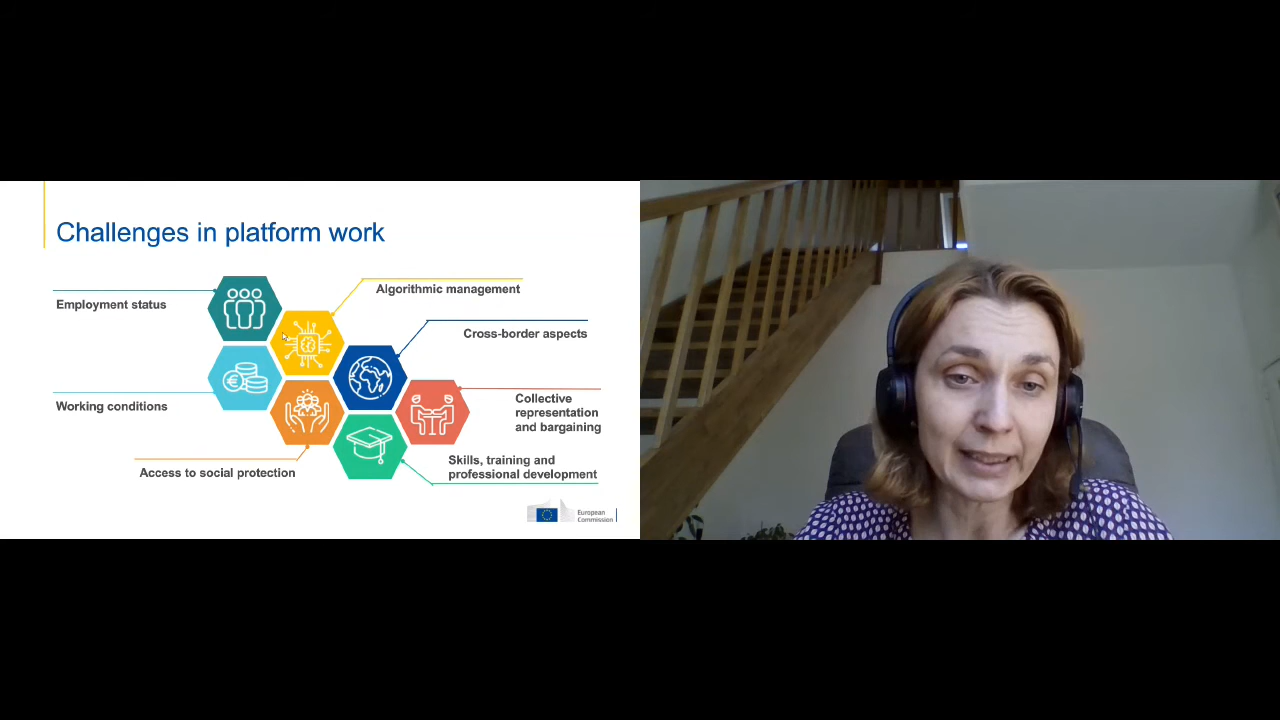 Challenges in platform work
Employment status
Algorithmic management
Cross-border aspects
Working conditions
Collective
representation
and bargaining
Access to social protection
Skills, training and
professional development
European
Commission